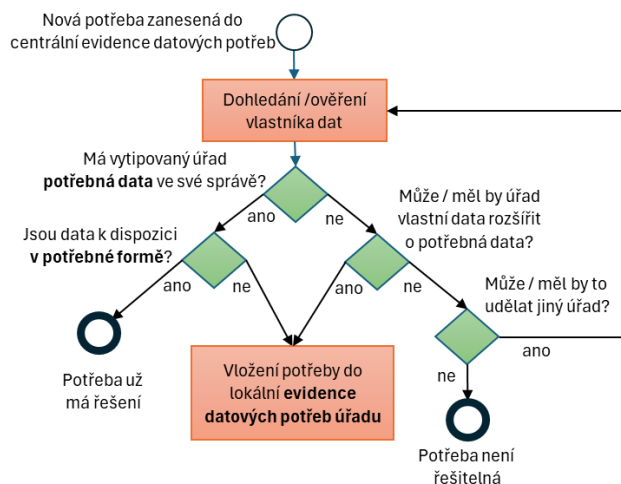 Nová potřeba zanesená do
centrální evidence datových potřeb
Dohledání /ověření
vlastníka dat
Má vytipovaný úřad
potřebná data ve své správě?
ano
ne
Může / měl by úřad
vlastní data rozšířit
o potřebná data?
Jsou data k dispozici
v potřebné formě?
ano
ne
ano
ne
Může / měl by to
udělat jiný úřad?
ano
ne
Potřeba už
má řešení
Vložení potřeby do
lokální evidence
datových potřeb úřadu
Potřeba není
řešitelná